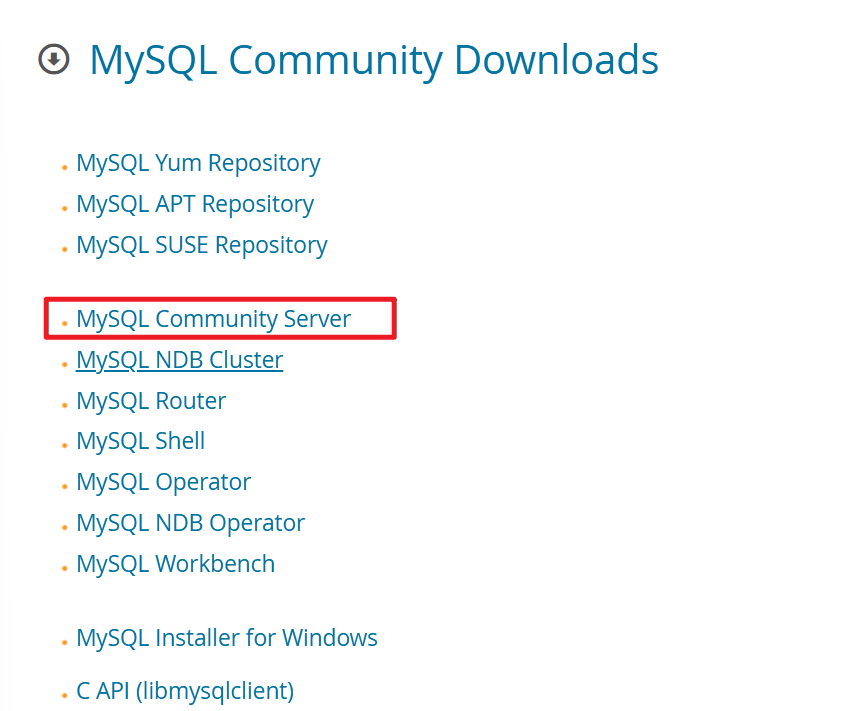 MySQL Community Downloads
MySQL Yum Repository
MySQL APT Repository
MySQL SUSE Repository
MySQL Community Server
MySQL NDB Cluster
MySQL Router
MySQL Shell
MySQL Operator
MySQL NDB Operator
MySQL Workbench
MySQL Installer for Windows
C API (libmysqlclient)